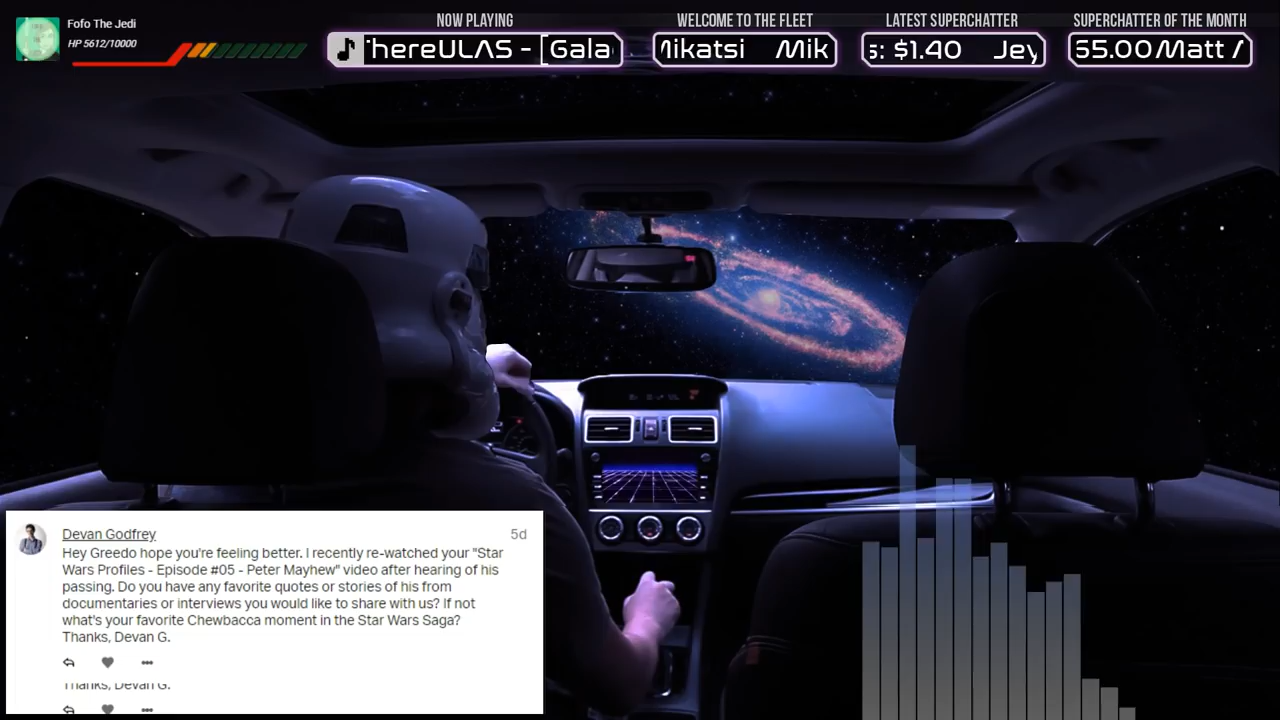 Fofo The Jedi
HP 5612/10000
NOW PLAYING
hereULAS - [Gala
WELCOME TO THE FLEET
ikatsi Mik
LATEST SUPERCHATTER
s: $1.40 Jey
SUPERCHATTER OF THE MONTH
55.00 Matt
Devan Godfrey
5d
Hey Greedo hope you're feeling better. I recently re-watched your "Star
Wars Profiles - Episode #05 - Peter Mayhew" video after hearing of his
passing. Do you have any favorite quotes or stories of his from
documentaries or interviews you would like to share with us? If not
what's your favorite Chewbacca moment in the Star Wars Saga?
Thanks, Devan G.
Thanks, Devan G.